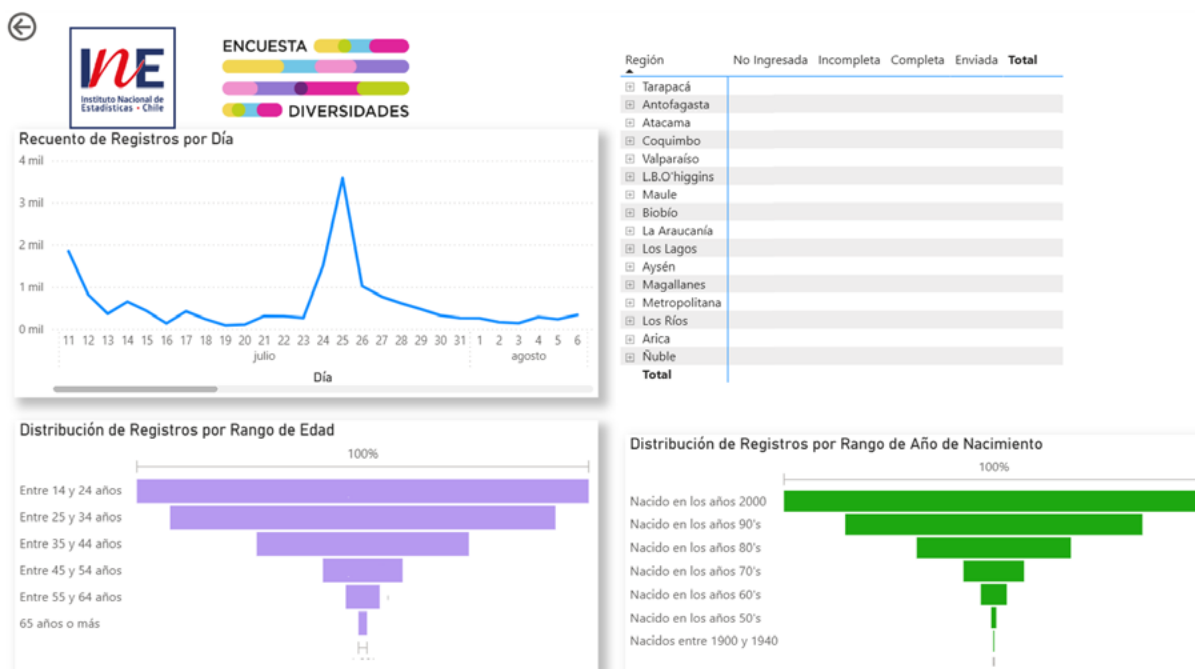 INE
Instituto Nacional de
Estadísticas • Chile
ENCUESTA
DIVERSIDADES
Recuento de Registros por Día
4 mil
3 mil
2 mil
1 mil
0 mil
11 12 13 14 15 16 17 18 19 20 21 22 23 24 25 26 27 28 29 30 31 1 2 3 4 5 6
julio agosto
Día
Región No Ingresada Incompleta Completa Enviada Total
Tarapacá
Antofagasta
Atacama
Coquimbo
Valparaíso
L.B.O'higgins
Maule
Biobío
La Araucanía
Los Lagos
Aysén
Magallanes
Metropolitana
Los Ríos
Arica
Ñuble
Total
Distribución de Registros por Rango de Edad
100%
Entre 14 y 24 años
Entre 25 y 34 años
Entre 35 y 44 años
Entre 45 y 54 años
Entre 55 y 64 años
65 años o más
Distribución de Registros por Rango de Año de Nacimiento
100%
Nacido en los años 2000
Nacido en los años 90's
Nacido en los años 80's
Nacido en los años 70's
Nacido en los años 60's
Nacido en los años 50's
Nacidos entre 1900 y 1940